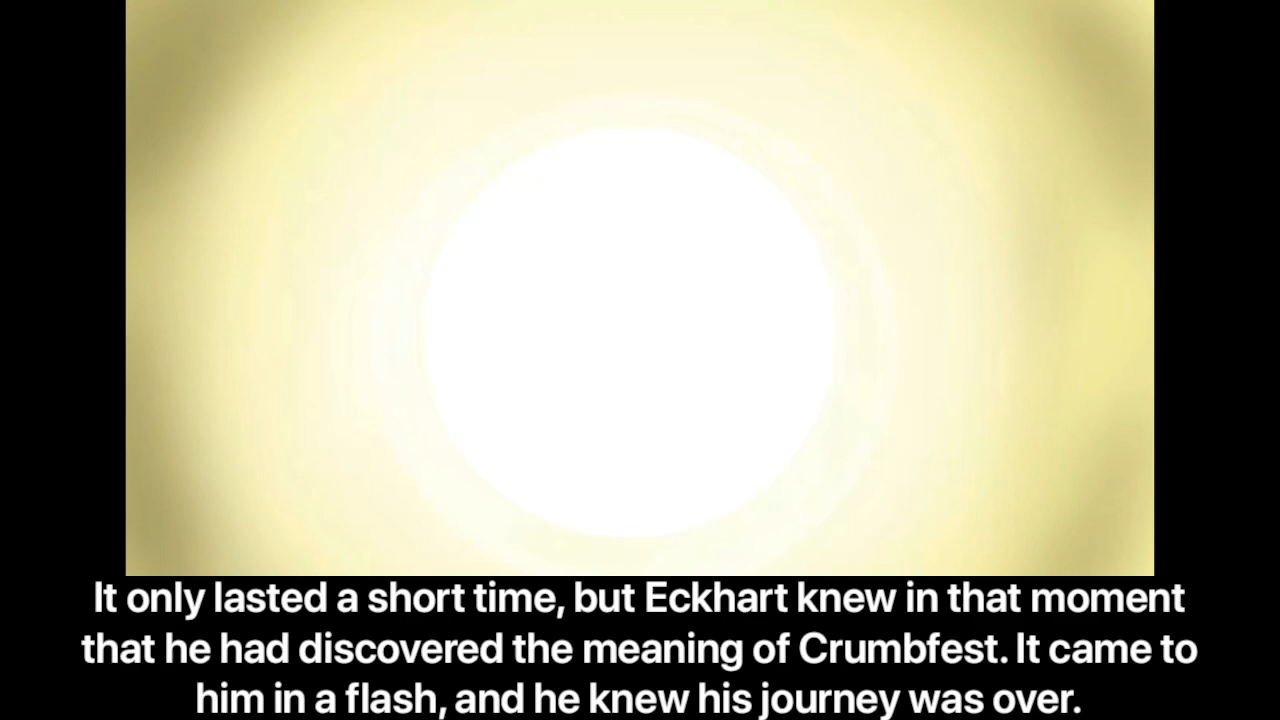 It only lasted a short time, but Eckhart knew in that moment
that he had discovered the meaning of Crumbfest. It came to
him in a flash, and he knew his journey was over.